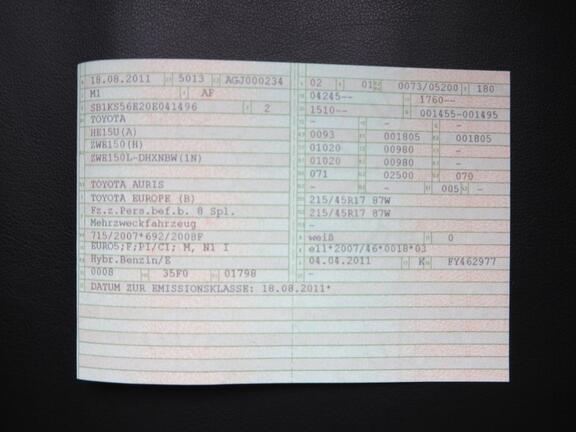 18.08.2011 5013 AGJ000234
M1 AF
SB1KS56E20E041496 2
TOYOTA
HE15U(A)
ZWE150(H)
ZWE150L-DHXNBW(1N)
TOYOTA AURIS
TOYOTA EUROPE (B)
Fz.z.Pers.bef.b. 8 Spl.
Mehrzweckfahrzeug
715/2007*692/2008F
EURO5;F;PI/CI; M, N1 I
Hybr.Benzin/E
0008 35F0 01798
DATUM ZUR EMISSIONSKLASSE: 18.08.2011*
02 01 0073/05200 180
04245-- 1760--
1510-- 001455-001495
- - -
0093 001805 001805
01020 00980 -
01020 00980 -
071 02500 070
- - 005 -
215/45R17 87W
215/45R17 87W
-
weiß 0
e11*2007/46*0018*03
04.04.2011 K FY462977
-